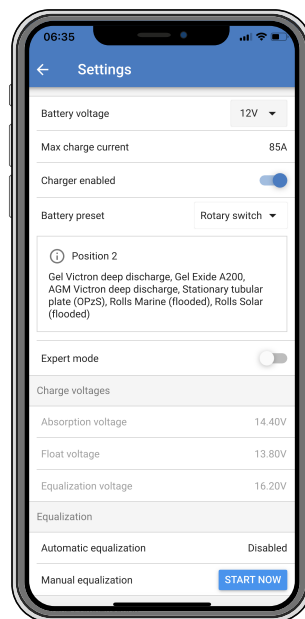 06:35
Settings
Battery voltage 12V
Max charge current 85A
Charger enabled
Battery preset Rotary switch
Position 2
Gel Victron deep discharge, Gel Exide A200,
AGM Victron deep discharge, Stationary tubular
plate (OPzS), Rolls Marine (flooded), Rolls Solar
(flooded)
Expert mode
Charge voltages
Absorption voltage 14.40V
Float voltage 13.80V
Equalization voltage 16.20V
Equalization
Automatic equalization Disabled
Manual equalization START NOW